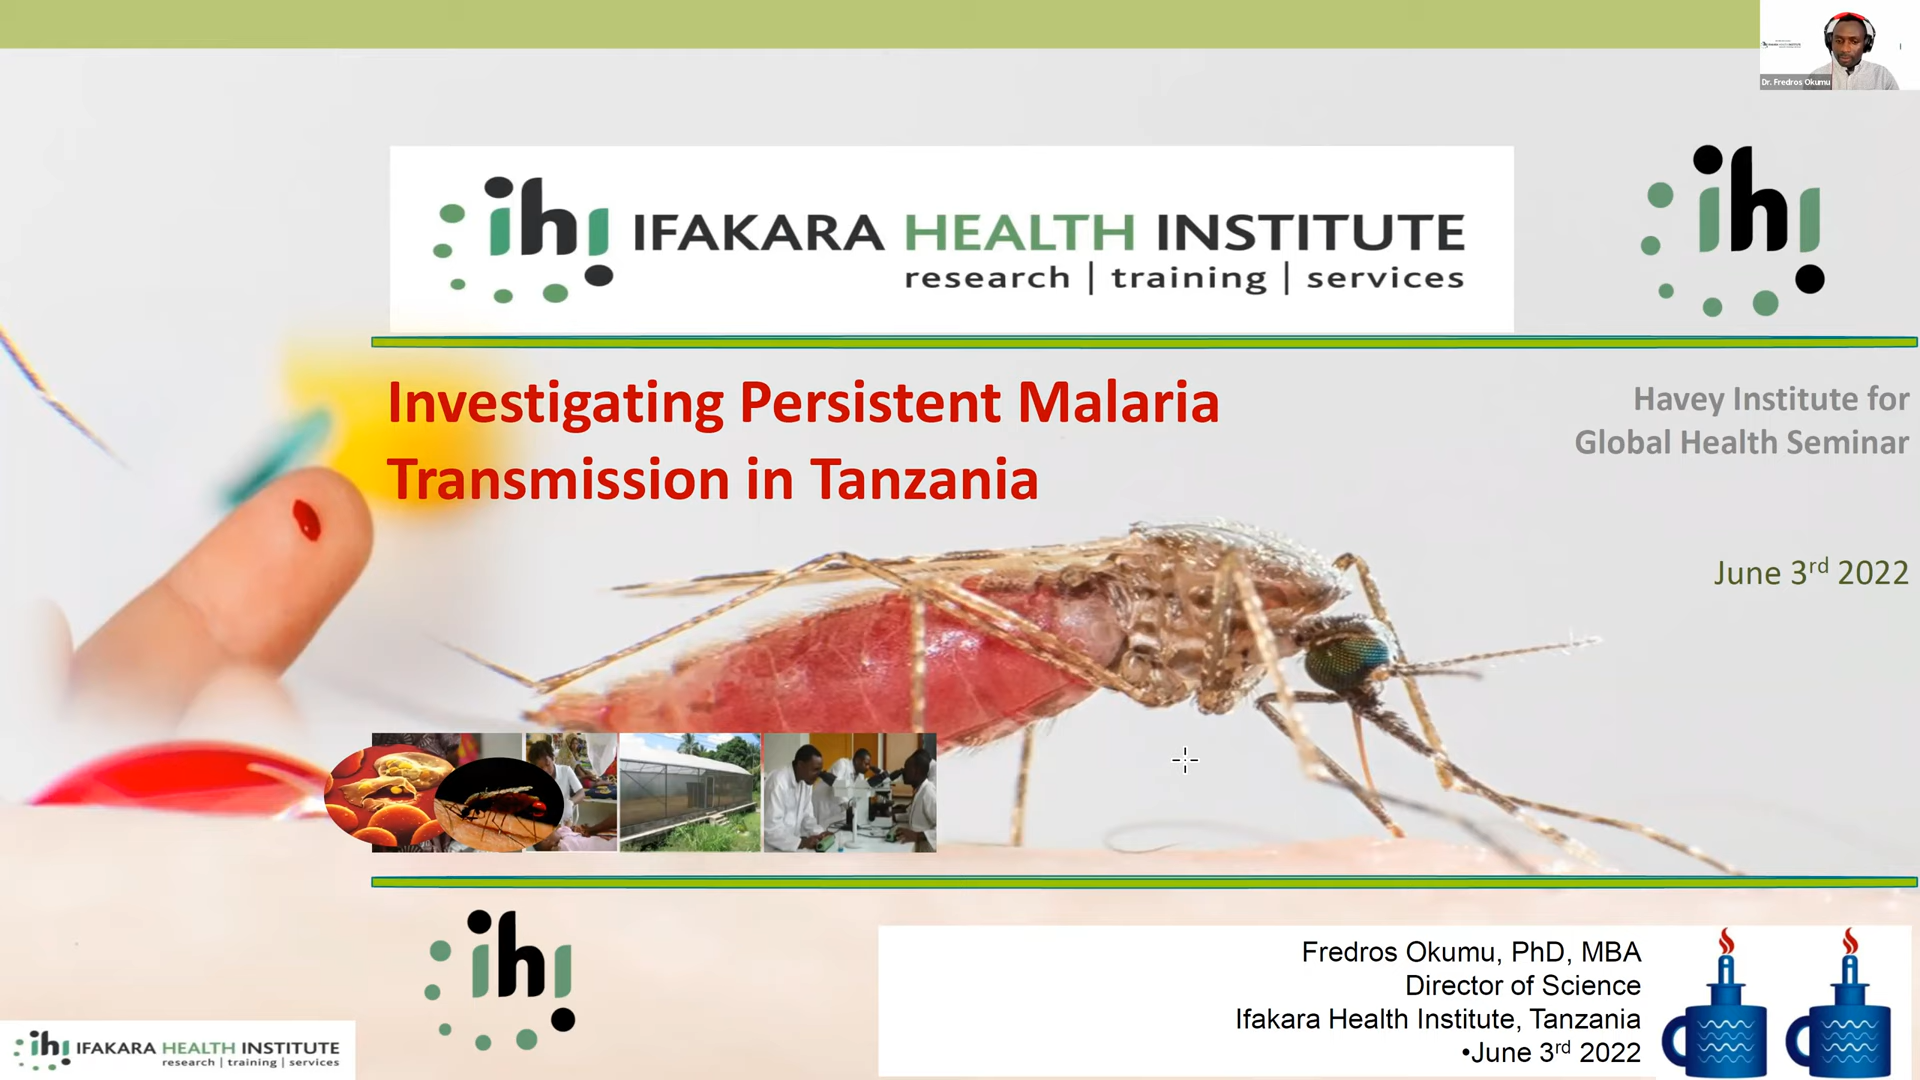 Dr. Fredros Okumu
ihi IFAKARA HEALTH INSTITUTE
research | training | services
ihi
Investigating Persistent Malaria
Transmission in Tanzania
Havey Institute for
Global Health Seminar
June 3rd 2022
ihi
Fredros Okumu, PhD, MBA
Director of Science
Ifakara Health Institute, Tanzania
•June 3rd 2022
ihi IFAKARA HEALTH INSTITUTE
research | training | services